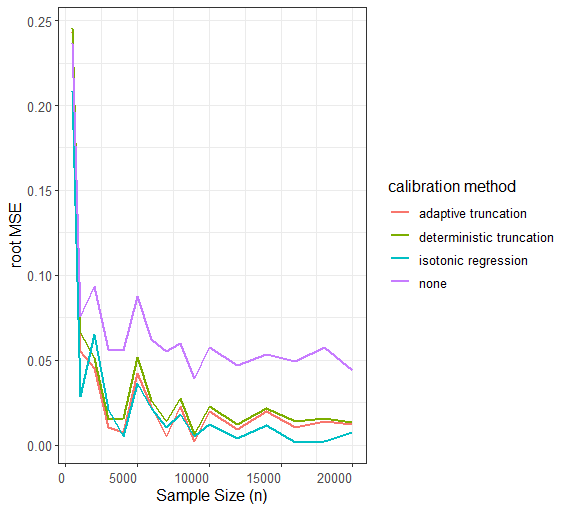 0.25
0.20
0.15
0.10
0.05
0.00
root MSE
0 5000 10000 15000 20000
Sample Size (n)
calibration method
adaptive truncation
deterministic truncation
isotonic regression
none